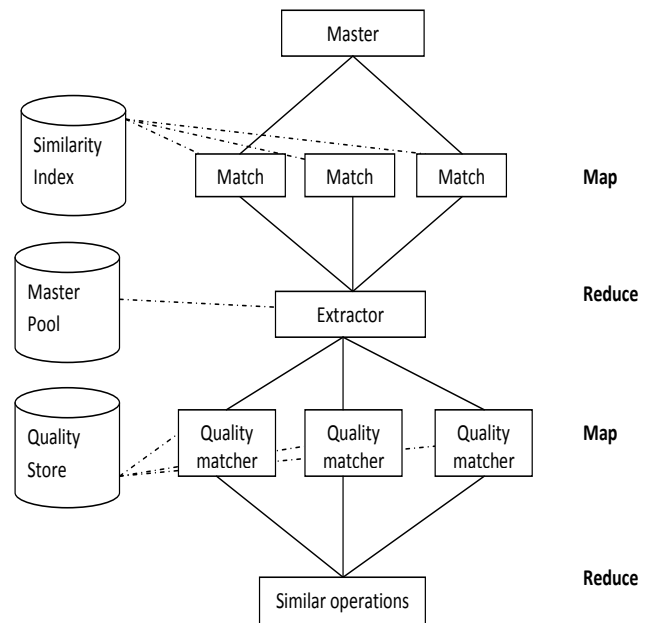 Master
Similarity
Index
Match
Match
Match
Map
Master
Pool
Extractor
Reduce
Quality
Store
Quality
matcher
Quality
matcher
Quality
matcher
Map
Similar operations
Reduce